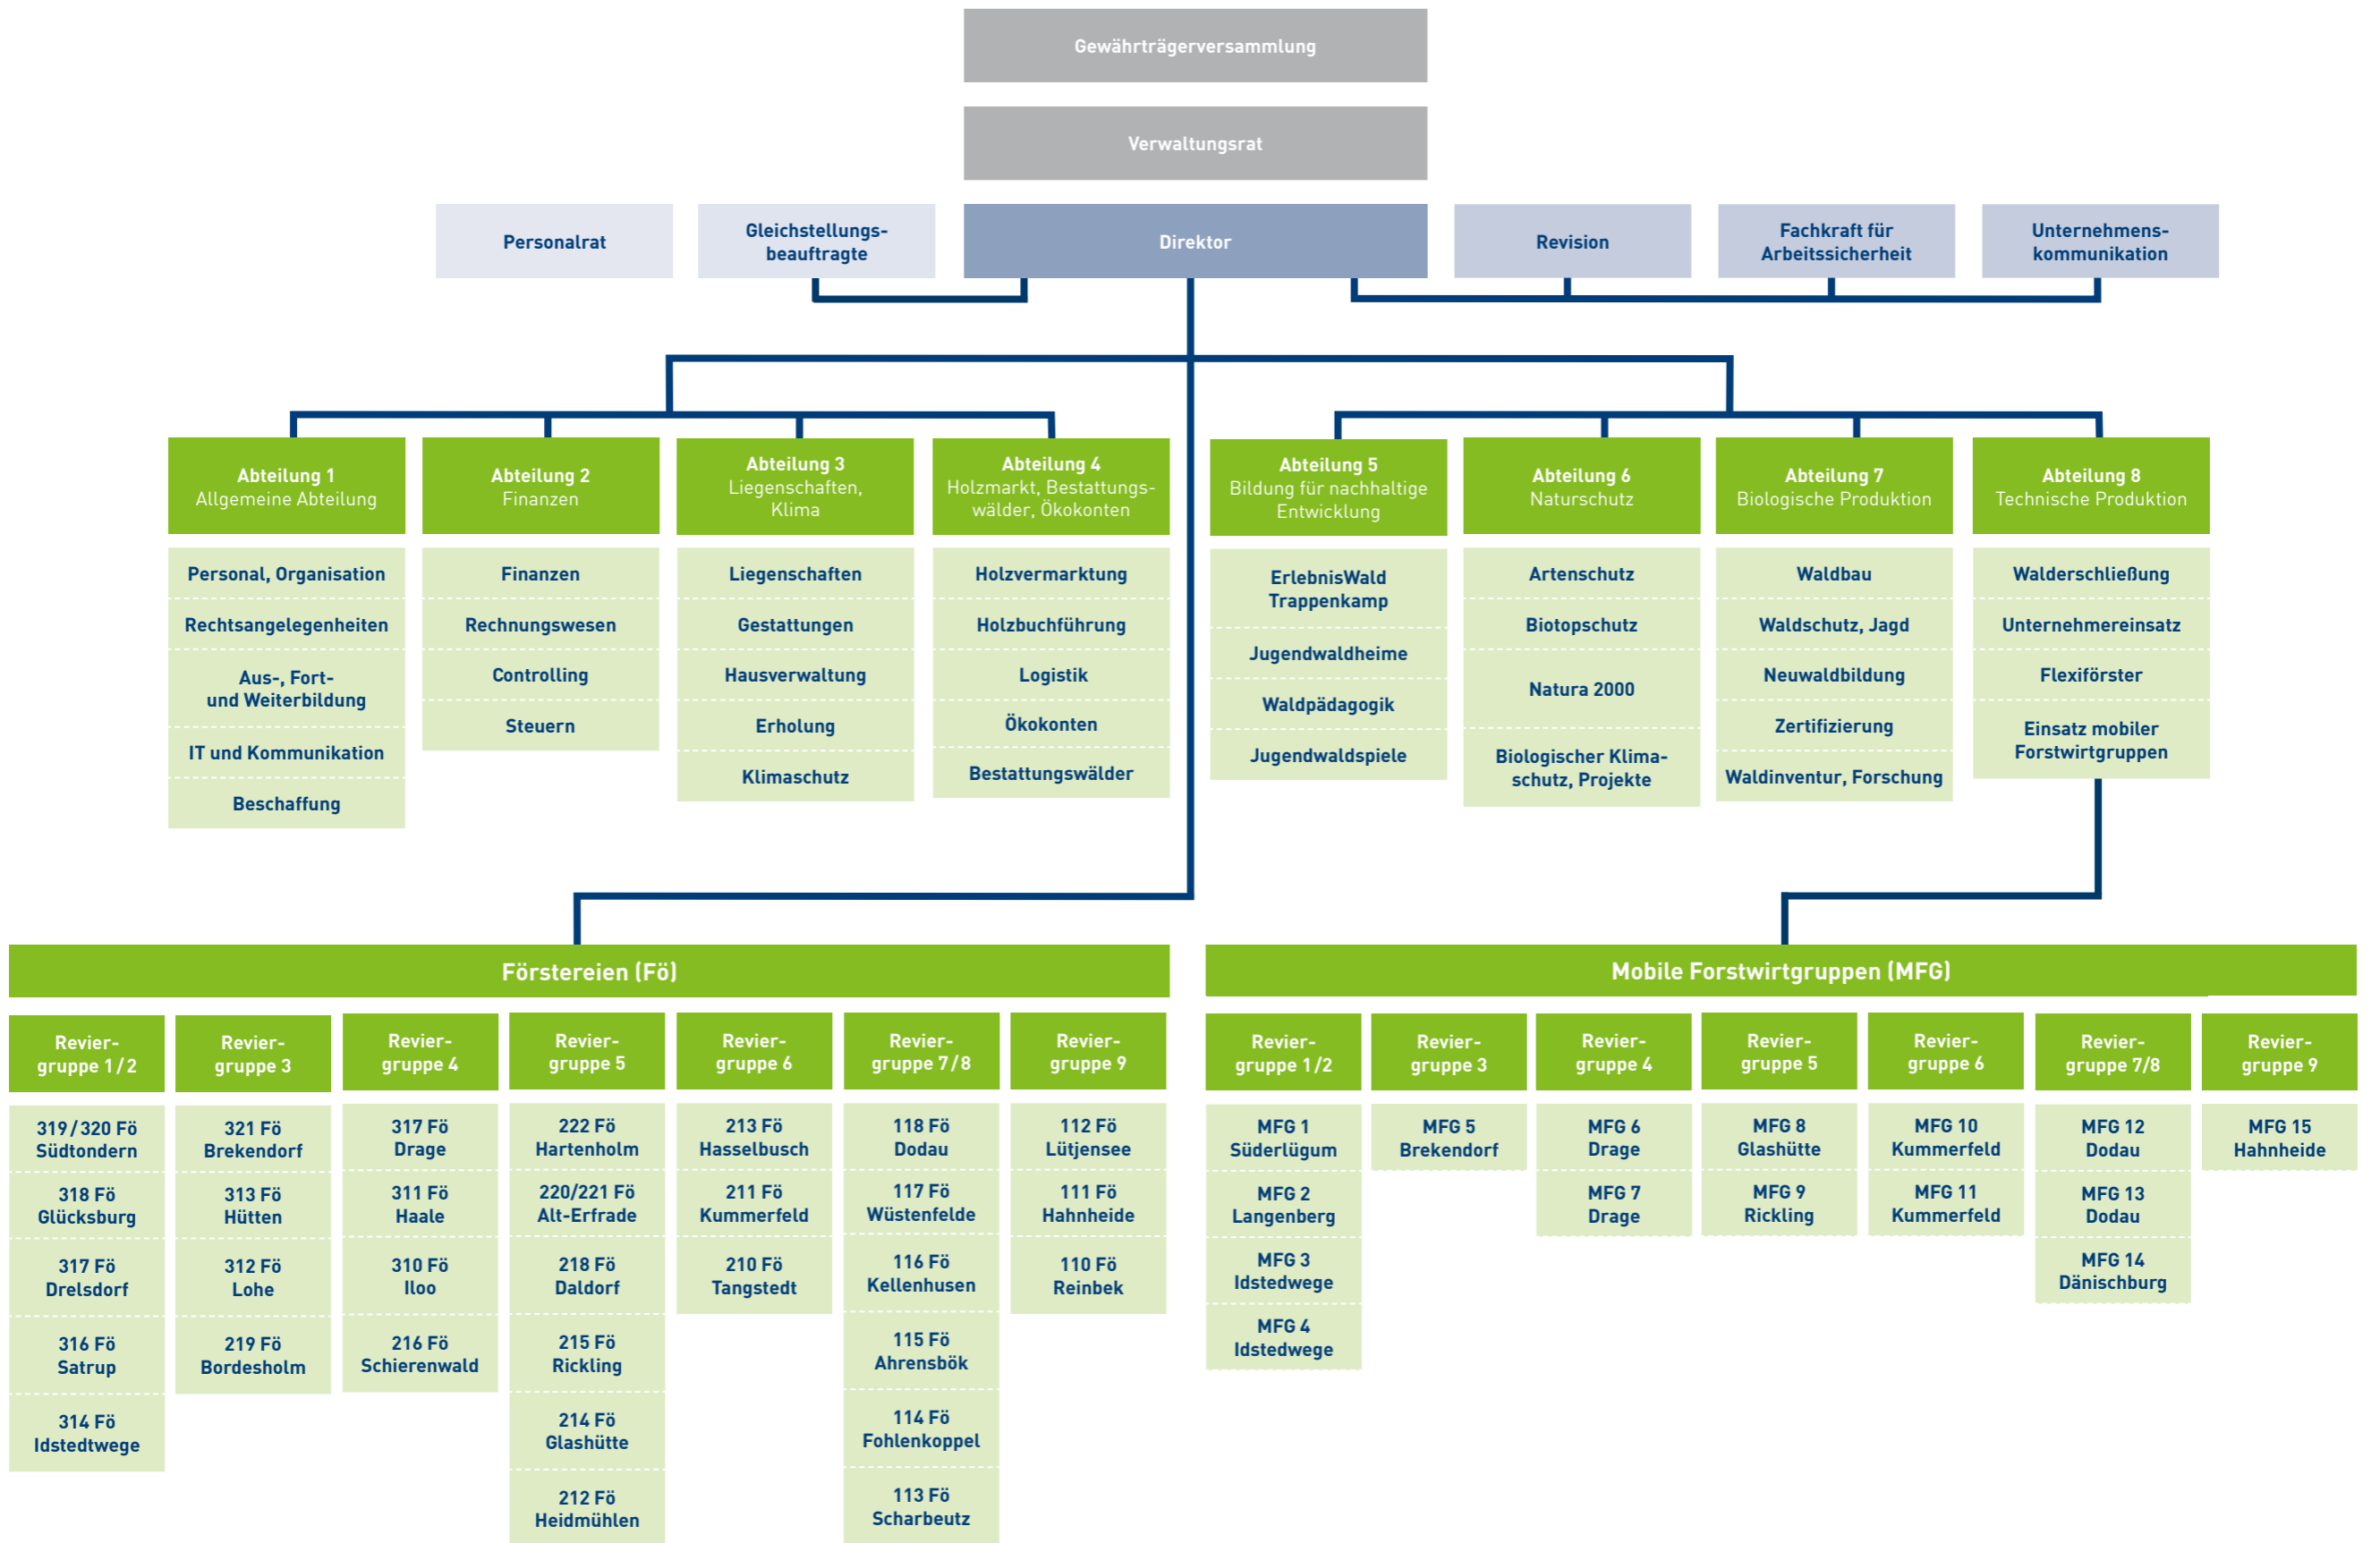 Gewährträgerversammlung
Verwaltungsrat
Personalrat
Gleichstellungs-
beauftragte
Direktor
Revision
Fachkraft für
Arbeitssicherheit
Unternehmens-
kommunikation
Abteilung 1
Allgemeine Abteilung
Personal, Organisation
Rechtsangelegenheiten
Aus-, Fort-
und Weiterbildung
IT und Kommunikation
Beschaffung
Abteilung 2
Finanzen
Finanzen
Rechnungswesen
Controlling
Steuern
Abteilung 3
Liegenschaften,
Klima
Liegenschaften
Gestattungen
Hausverwaltung
Erholung
Klimaschutz
Abteilung 4
Holzmarkt, Bestattungs-
wälder, Ökokonten
Holzvermarktung
Holzbuchführung
Logistik
Ökokonten
Bestattungswälder
Abteilung 5
Bildung für nachhaltige
Entwicklung
ErlebnisWald
Trappenkamp
Jugendwaldheime
Waldpädagogik
Jugendwaldspiele
Abteilung 6
Naturschutz
Artenschutz
Biotopschutz
Natura 2000
Biologischer Klima-
schutz, Projekte
Abteilung 7
Biologische Produktion
Waldbau
Waldschutz, Jagd
Neuwaldbildung
Zertifizierung
Waldinventur, Forschung
Abteilung 8
Technische Produktion
Walderschließung
Unternehmereinsatz
Flexiförster
Einsatz mobiler
Forstwirtgruppen
Förstereien (Fö)
Revier-
gruppe 1/2
319/320 Fö
Südtondern
318 Fö
Glücksburg
317 Fö
Drelsdorf
316 Fö
Satrup
314 Fö
Idstedtwege
Revier-
gruppe 3
321 Fö
Brekendorf
313 Fö
Hütten
312 Fö
Lohe
219 Fö
Bordesholm
Revier-
gruppe 4
317 Fö
Drage
311 Fö
Haale
310 Fö
Iloo
216 Fö
Schierenwald
Revier-
gruppe 5
222 Fö
Hartenholm
220/221 Fö
Alt-Erfrade
218 Fö
Daldorf
215 Fö
Rickling
214 Fö
Glashütte
212 Fö
Heidmühlen
Revier-
gruppe 6
213 Fö
Hasselbusch
211 Fö
Kummerfeld
210 Fö
Tangstedt
Revier-
gruppe 7/8
118 Fö
Dodau
117 Fö
Wüstenfelde
116 Fö
Kellenhusen
115 Fö
Ahrensbök
114 Fö
Fohlenkoppel
113 Fö
Scharbeutz
Revier-
gruppe 9
112 Fö
Lütjensee
111 Fö
Hahnheide
110 Fö
Reinbek
Mobile Forstwirtgruppen (MFG)
Revier-
gruppe 1/2
MFG 1
Süderlügum
MFG 2
Langenberg
MFG 3
Idstedwege
MFG 4
Idstedwege
Revier-
gruppe 3
MFG 5
Brekendorf
Revier-
gruppe 4
MFG 6
Drage
MFG 7
Drage
Revier-
gruppe 5
MFG 8
Glashütte
MFG 9
Rickling
Revier-
gruppe 6
MFG 10
Kummerfeld
MFG 11
Kummerfeld
Revier-
gruppe 7/8
MFG 12
Dodau
MFG 13
Dodau
MFG 14
Dänischburg
Revier-
gruppe 9
MFG 15
Hahnheide